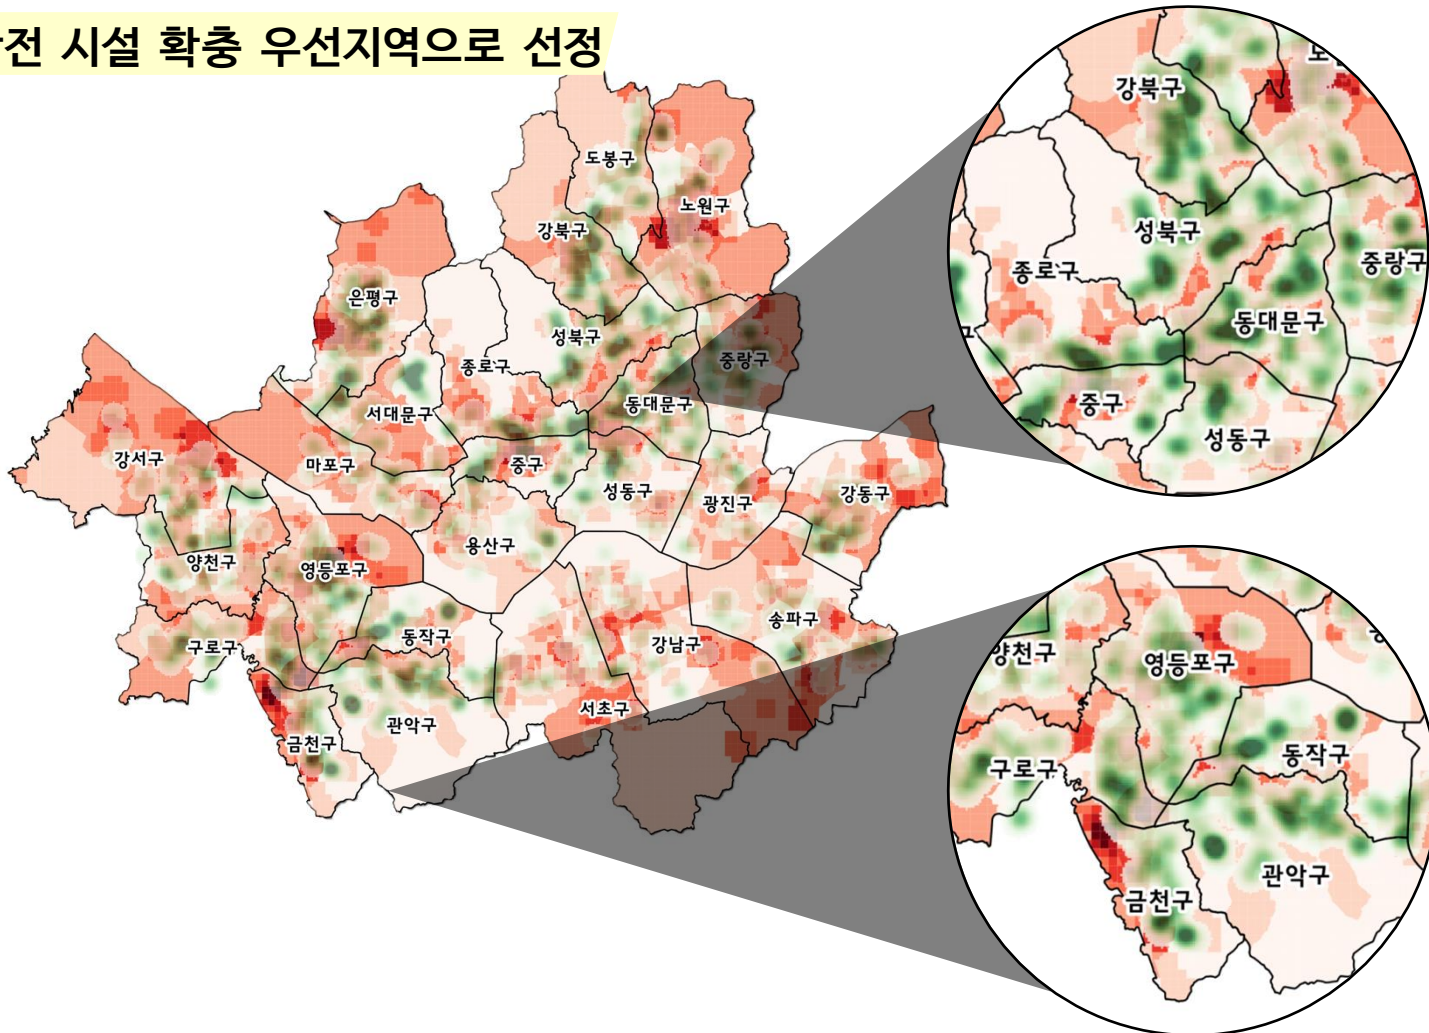 시설 확충 우선지역으로 선정
도봉구
노원구
강북구
은평구
성북구
종로구
중랑구
동대문구
서대문구
강서구
마포구
중구
성동구
광진구
강동구
용산구
양천구
영등포구
동작구
송파구
구로구
강남구
서초구
관악구
금천구
강북구
성북구
종로구
중랑구
동대문구
중구
성동구
양천구
영등포구
동작구
구로구
관악구
금천구